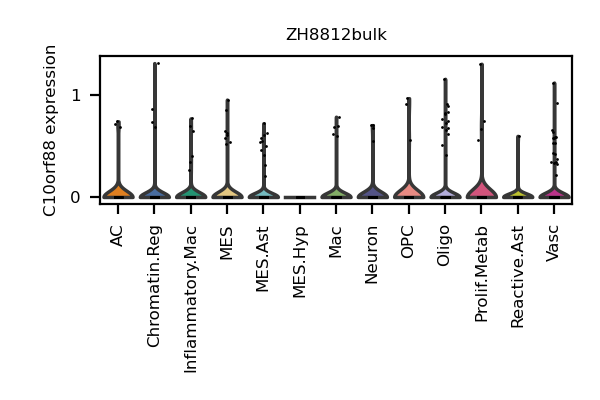 ZH8812bulk
C10orf88 expression
1
0
AC
Chromatin.Reg
Inflammatory.Mac
MES
MES.Ast
MES.Hyp
Mac
Neuron
OPC
Oligo
Prolif.Metab
Reactive.Ast
Vasc